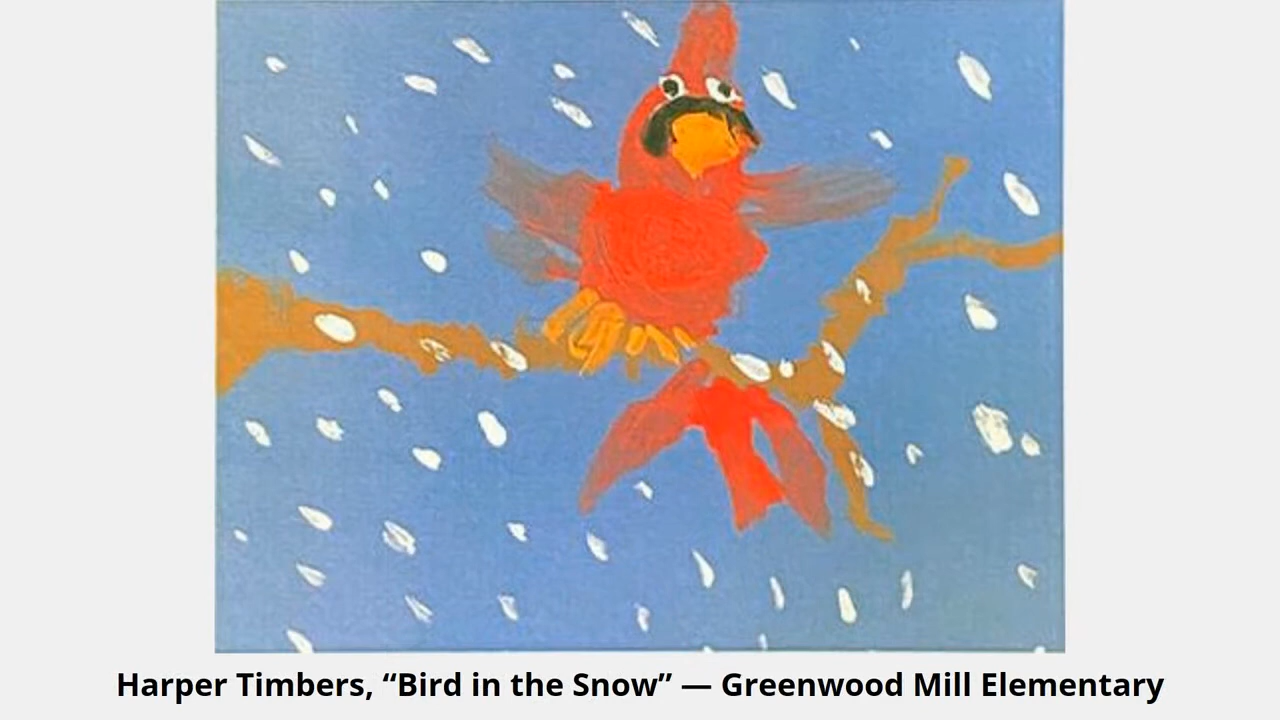 Harper Timbers, “Bird in the Snow” — Greenwood Mill Elementary